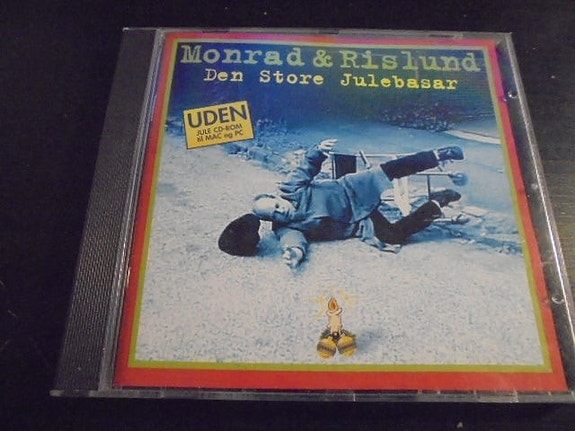 Monrad & Rislund
Den Store Julebasar
UDEN
JULE CD-ROM
til MAC og PC